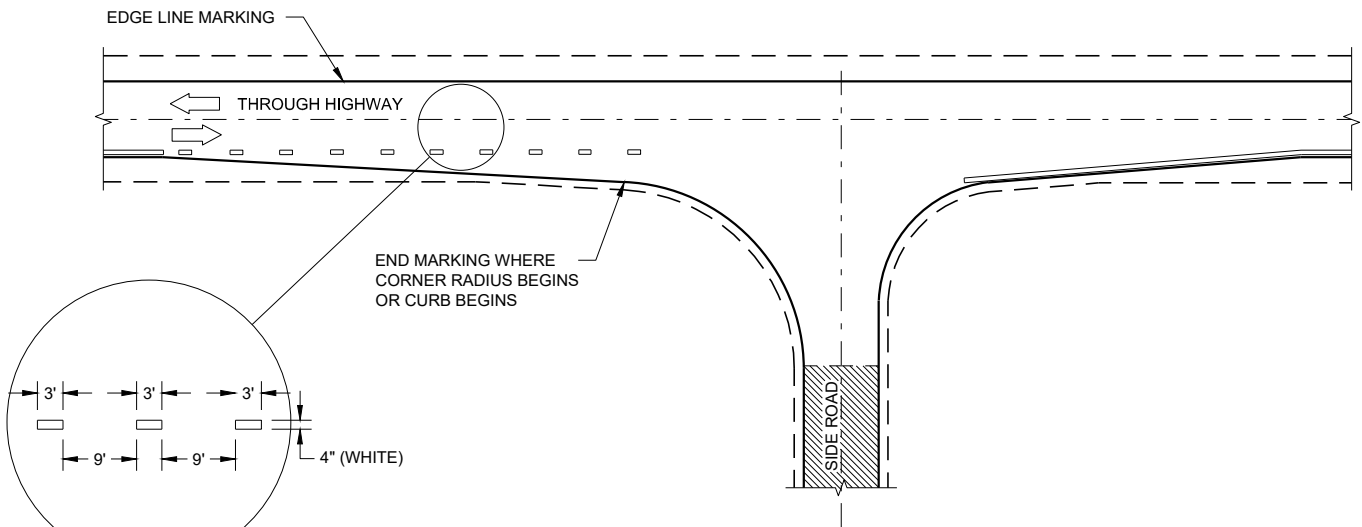 EDGE LINE MARKING
THROUGH HIGHWAY
END MARKING WHERE
CORNER RADIUS BEGINS
OR CURB BEGINS
SIDE ROAD
3' 3' 3'
9' 9'
4" (WHITE)